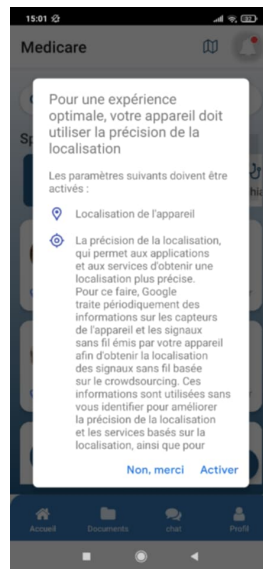 15:01
Medicare
Pour une expérience
optimale, votre appareil doit
utiliser la précision de la
localisation
Les paramètres suivants doivent être
activés :
Localisation de l'appareil
La précision de la localisation,
qui permet aux applications
et aux services d'obtenir une
localisation plus précise.
Pour ce faire, Google
traite périodiquement des
informations sur les capteurs
de l'appareil et les signaux
sans fil émis par votre appareil
afin d'obtenir la localisation
des signaux sans fil basée
sur le crowdsourcing. Ces
informations sont utilisées sans
vous identifier pour améliorer
la précision de la localisation
et les services basés sur la
localisation, ainsi que pour
Non, merci Activer
Accueil Documents chat Profil